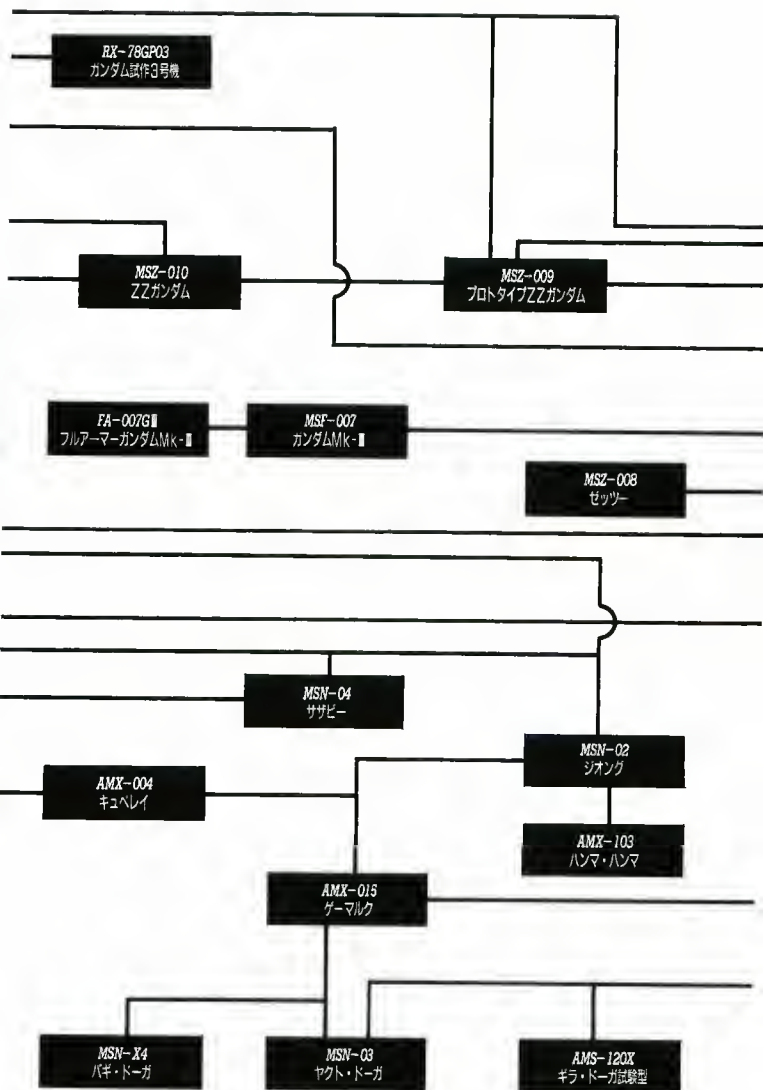 RX-78GP03
ガンダム試作3号機
MSZ-010
ZZガンダム
MSZ-009
プロトタイプZZガンダム
FA-007GⅢ
フルアーマーガンダムMk-Ⅲ
MSF-007
ガンダムMk-Ⅲ
MSZ-008
ゼッツー
MSN-04
サザビー
MSN-02
ジオング
AMX-004
キュベレイ
AMX-103
ハンマ・ハンマ
AMX-015
ゲーマルク
MSN-X4
バギ・ドーガ
MSN-03
ヤクト・ドーガ
AMS-120X
ギラ・ドーガ試験型